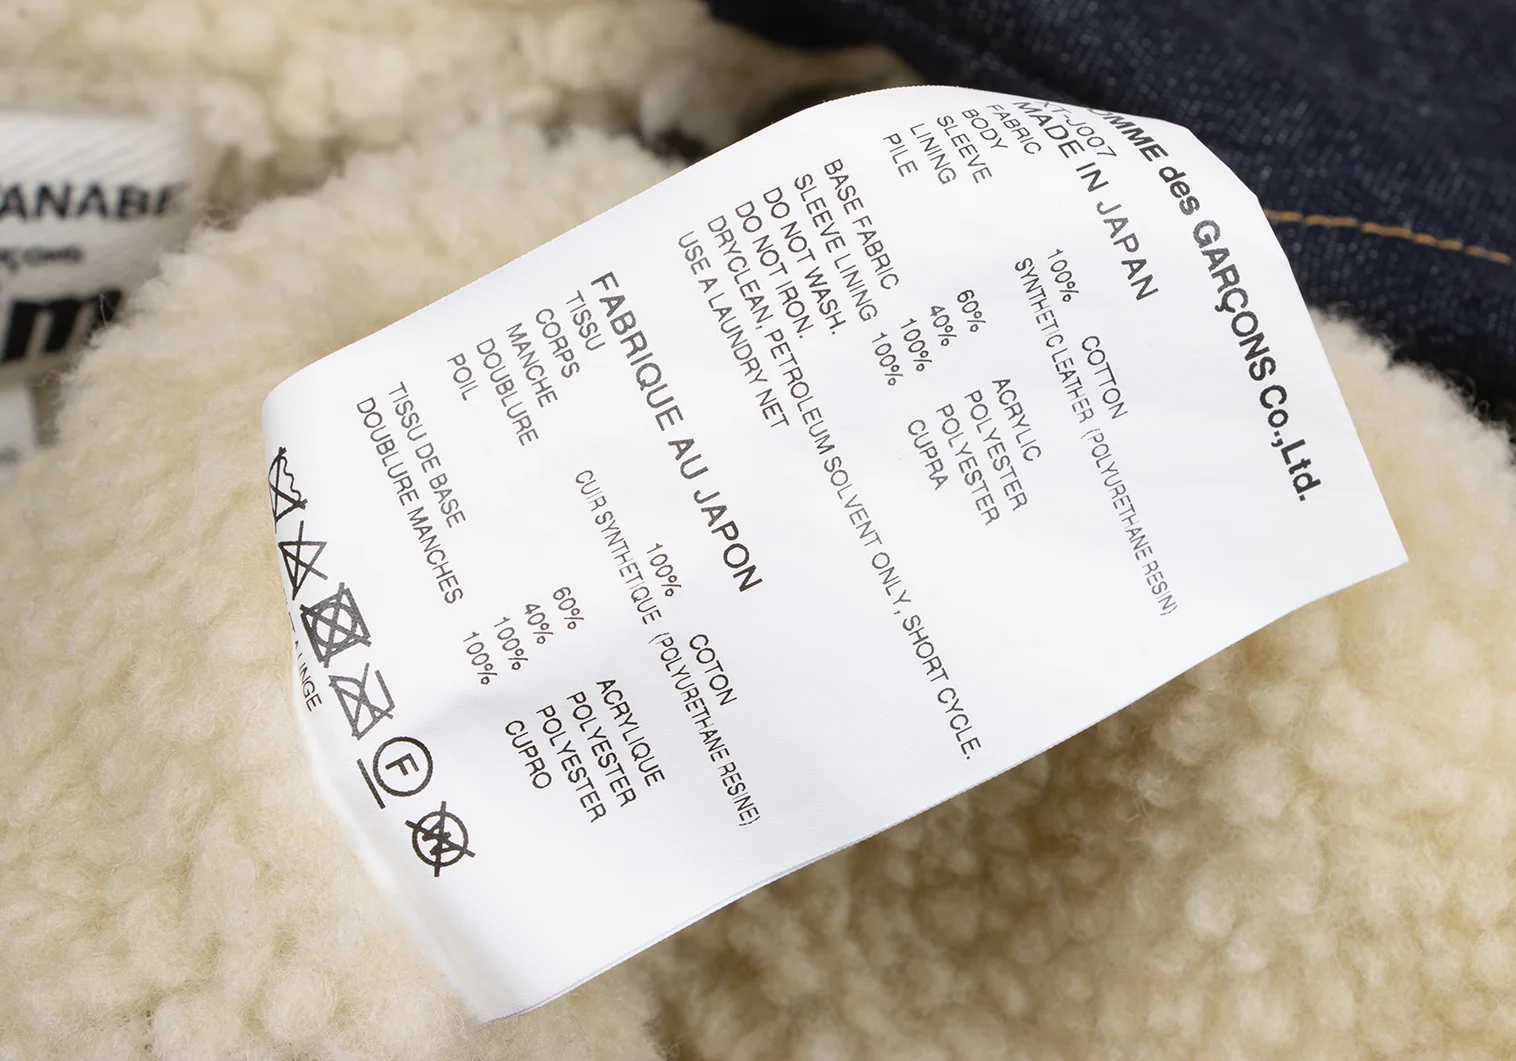 OMME des GARÇONS Co.,Ltd.
XT-J007
MADE IN JAPAN
FABRIC
BODY 100% COTTON
SLEEVE SYNTHETIC LEATHER (POLYURETHANE RESIN)
LINING
PILE 60% ACRYLIC
40% POLYESTER
BASE FABRIC 100% POLYESTER
SLEEVE LINING 100% CUPRA
DO NOT WASH.
DO NOT IRON.
DRYCLEAN, PETROLEUM SOLVENT ONLY, SHORT CYCLE.
USE A LAUNDRY NET
FABRIQUE AU JAPON
TISSU
CORPS 100% COTON
MANCHE CUIR SYNTHETIQUE (POLYURETHANE RESINE)
DOUBLURE
POIL 60% ACRYLIQUE
40% POLYESTER
TISSU DE BASE 100% POLYESTER
DOUBLURE MANCHES 100% CUPRO
F
W
LINGE
ANABE
m